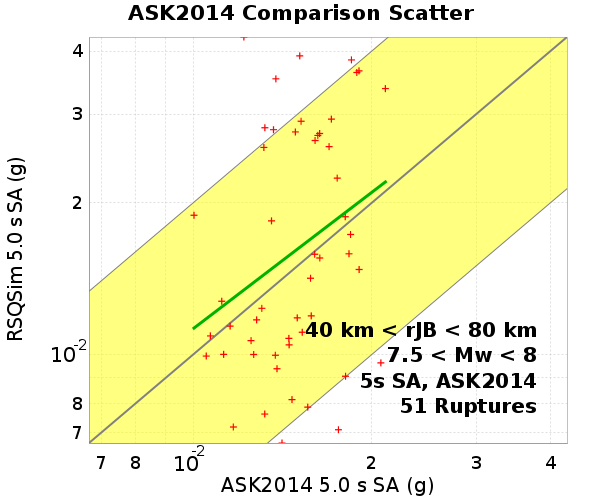 ASK2014 Comparison Scatter
RSQSim 5.0 s SA (g)
4
3
2
10-2
8
7
40 km < rJB < 80 km
7.5 < Mw < 8
5s SA, ASK2014
51 Ruptures
7 8 10-2 2 3 4
ASK2014 5.0 s SA (g)